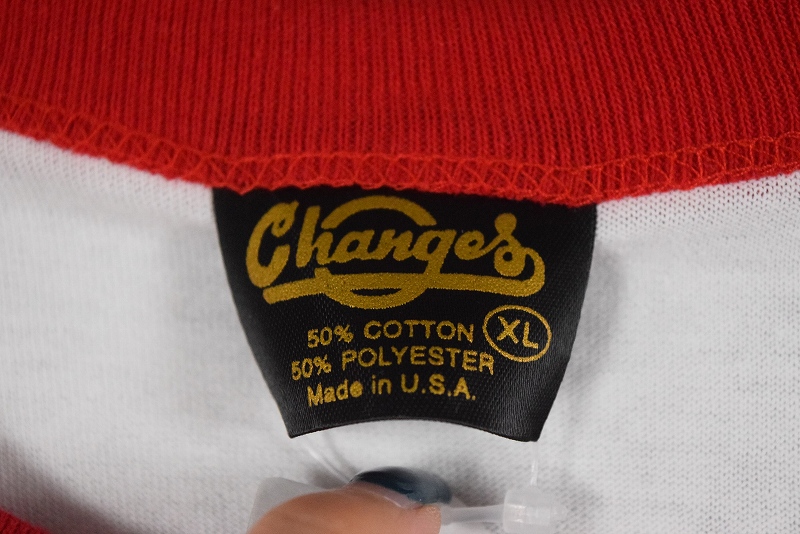 Changes
50% COTTON
XL
50% POLYESTER
Made in U.S.A.